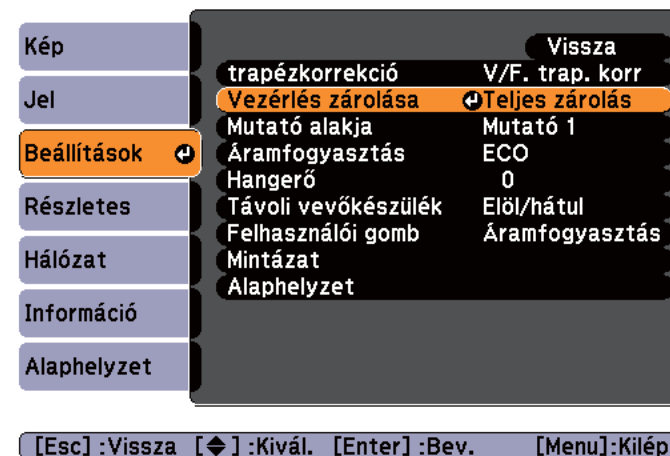 Kép
Jel
Beállítások
Részletes
Hálózat
Információ
Alaphelyzet
Vissza
trapézkorrekció V/F. trap. korr
Vezérlés zárolása Teljes zárolás
Mutató alakja Mutató 1
Áramfogyasztás ECO
Hangerő 0
Távoli vevőkészülék Elöl/hátul
Felhasználói gomb Áramfogyasztás
Mintázat
Alaphelyzet
[Esc] :Vissza [◆] :Kivál. [Enter] :Bev. [Menu]:Kilép